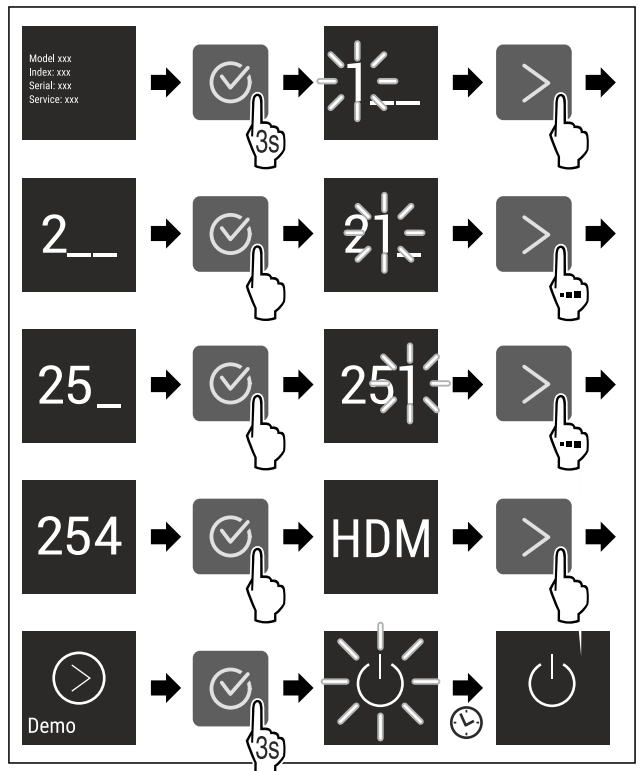 Model xxx
Index: xxx
Serial: xxx
Service: xxx
3s
1__
2__
21_
25_
251
254
HDM
Demo
3s